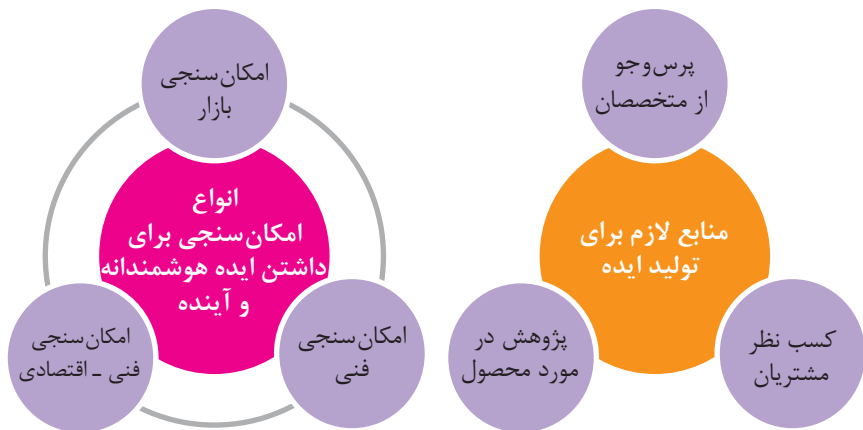 پرس‌وجو
از متخصصان
منابع لازم برای
تولید ایده
کسب نظر
مشتریان
پژوهش در
مورد محصول
امکان‌سنجی
بازار
انواع
امکان‌سنجی برای
داشتن ایده هوشمندانه
و آینده
امکان‌سنجی
فنی
امکان‌سنجی
فنی ـ اقتصادی